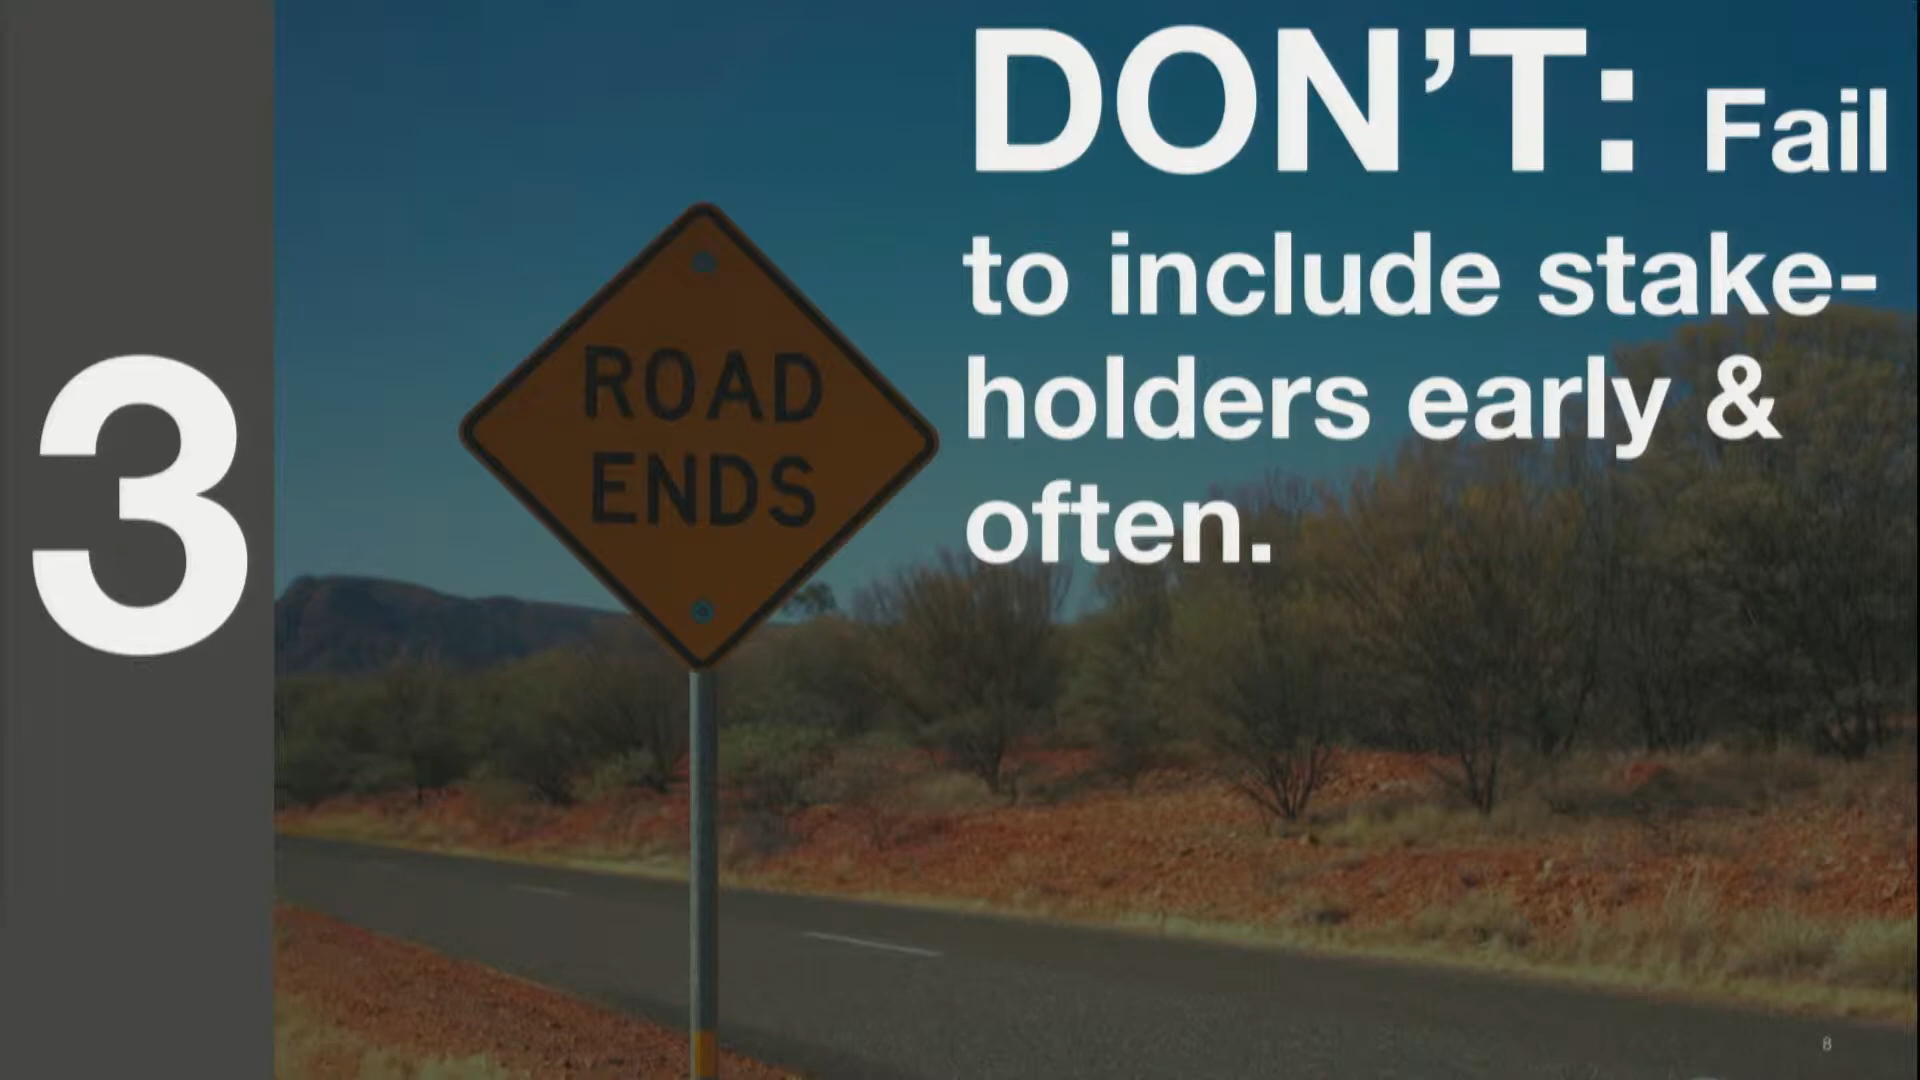 3
DON'T: Fail
to include stake-
holders early &
often.
ROAD
ENDS
8